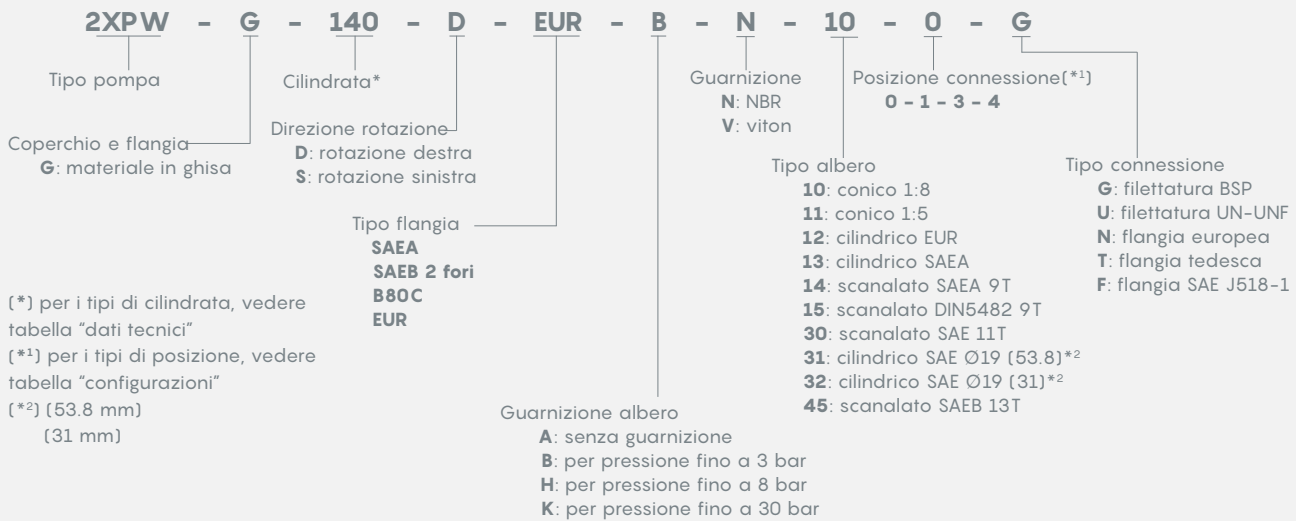 2XPW - G - 140 - D - EUR - B - N - 10 - 0 - G
Tipo pompa
Coperchio e flangia
G: materiale in ghisa
Cilindrata*
Direzione rotazione
D: rotazione destra
S: rotazione sinistra
Tipo flangia
SAEA
SAEB 2 fori
B80C
EUR
Guarnizione albero
A: senza guarnizione
B: per pressione fino a 3 bar
H: per pressione fino a 8 bar
K: per pressione fino a 30 bar
Guarnizione
N: NBR
V: viton
Tipo albero
10: conico 1:8
11: conico 1:5
12: cilindrico EUR
13: cilindrico SAEA
14: scanalato SAEA 9T
15: scanalato DIN5482 9T
30: scanalato SAE 11T
31: cilindrico SAE Ø19 (53.8)*²
32: cilindrico SAE Ø19 (31)*²
45: scanalato SAEB 13T
Posizione connessione(*¹)
0 - 1 - 3 - 4
Tipo connessione
G: filettatura BSP
U: filettatura UN-UNF
N: flangia europea
T: flangia tedesca
F: flangia SAE J518-1
(*) per i tipi di cilindrata, vedere
tabella “dati tecnici”
(*¹) per i tipi di posizione, vedere
tabella “configurazioni”
(*²) (53.8 mm)
(31 mm)